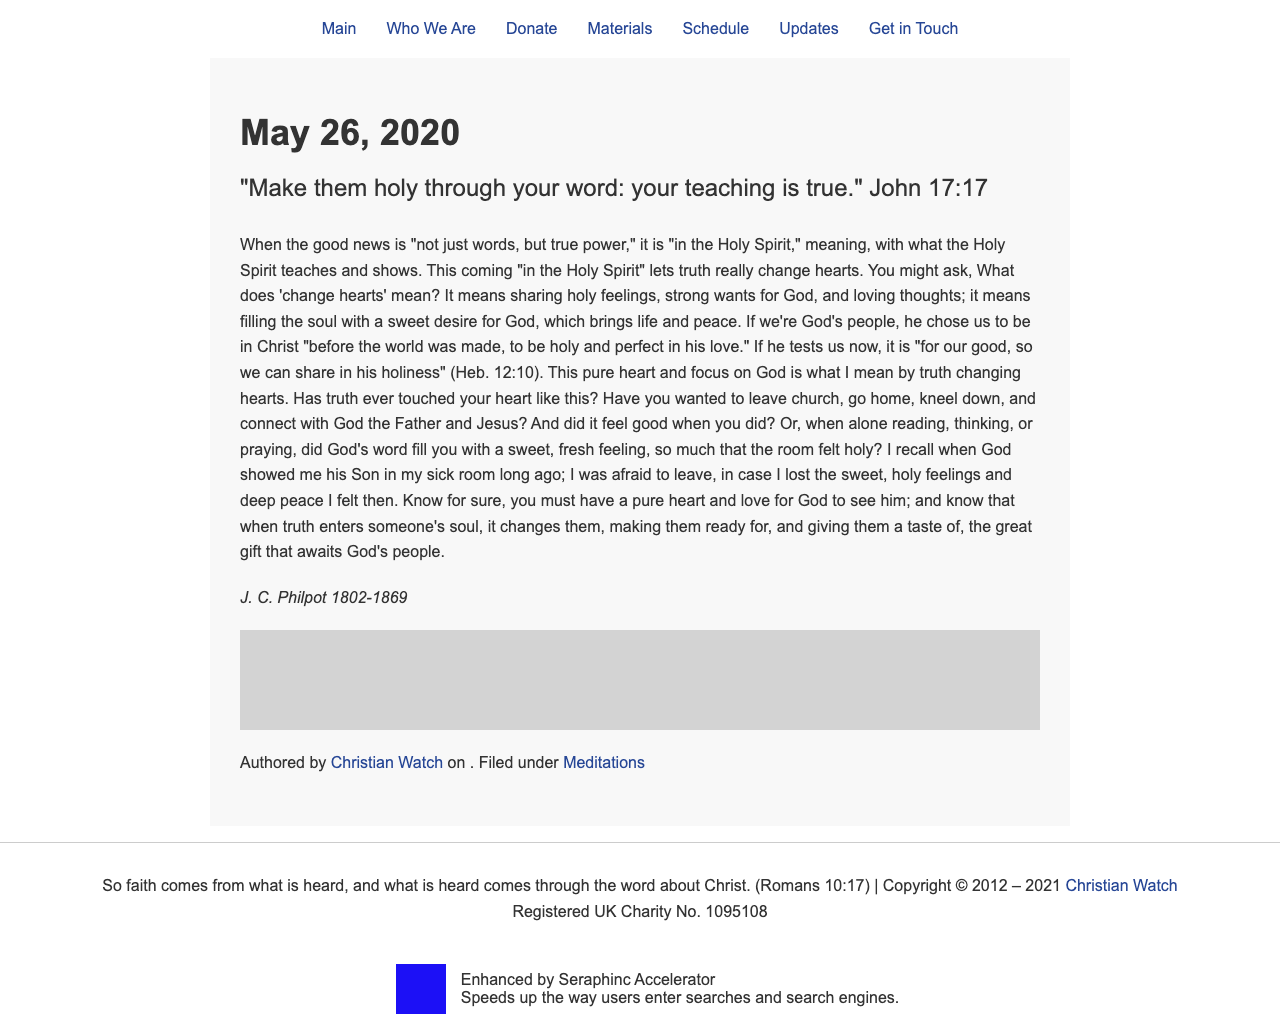 Main Who We Are Donate Materials Schedule Updates Get in Touch
May 26, 2020
"Make them holy through your word: your teaching is true." John 17:17
When the good news is "not just words, but true power," it is "in the Holy Spirit," meaning, with what the Holy
Spirit teaches and shows. This coming "in the Holy Spirit" lets truth really change hearts. You might ask, What
does 'change hearts' mean? It means sharing holy feelings, strong wants for God, and loving thoughts; it means
filling the soul with a sweet desire for God, which brings life and peace. If we're God's people, he chose us to be
in Christ "before the world was made, to be holy and perfect in his love." If he tests us now, it is "for our good, so
we can share in his holiness" (Heb. 12:10). This pure heart and focus on God is what I mean by truth changing
hearts. Has truth ever touched your heart like this? Have you wanted to leave church, go home, kneel down, and
connect with God the Father and Jesus? And did it feel good when you did? Or, when alone reading, thinking, or
praying, did God's word fill you with a sweet, fresh feeling, so much that the room felt holy? I recall when God
showed me his Son in my sick room long ago; I was afraid to leave, in case I lost the sweet, holy feelings and
deep peace I felt then. Know for sure, you must have a pure heart and love for God to see him; and know that
when truth enters someone's soul, it changes them, making them ready for, and giving them a taste of, the great
gift that awaits God's people.
J. C. Philpot 1802-1869
Authored by Christian Watch on . Filed under Meditations
So faith comes from what is heard, and what is heard comes through the word about Christ. (Romans 10:17) | Copyright © 2012 – 2021 Christian Watch
Registered UK Charity No. 1095108
Enhanced by Seraphinc Accelerator
Speeds up the way users enter searches and search engines.